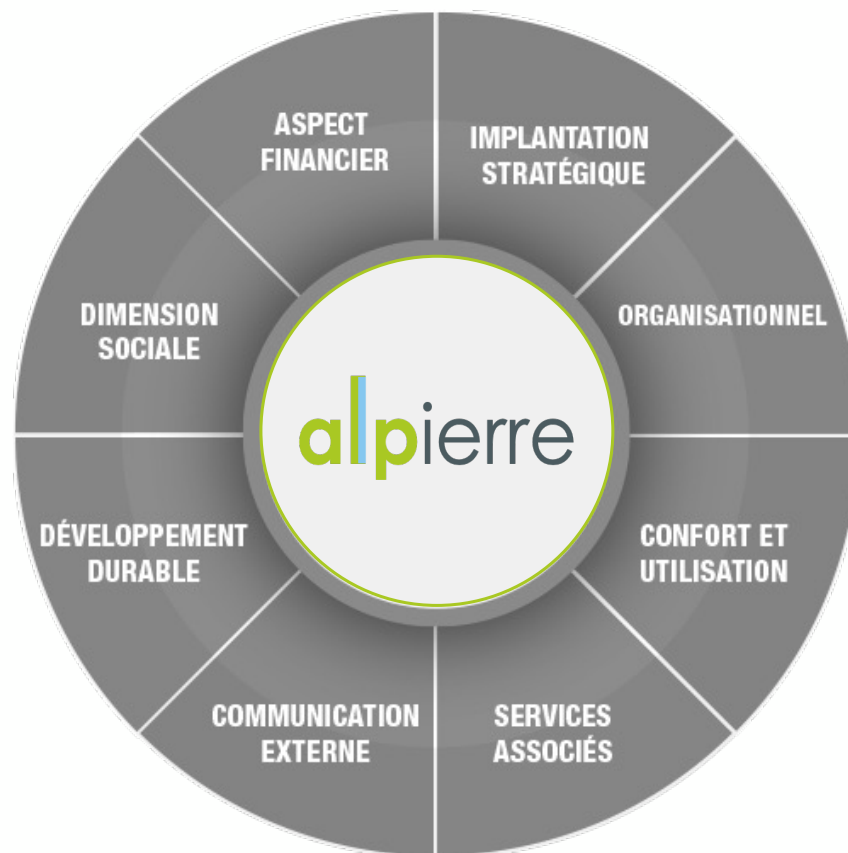 ASPECT
FINANCIER
IMPLANTATION
STRATÉGIQUE
ORGANISATIONNEL
CONFORT ET
UTILISATION
SERVICES
ASSOCIÉS
COMMUNICATION
EXTERNE
DÉVELOPPEMENT
DURABLE
DIMENSION
SOCIALE
alpierre